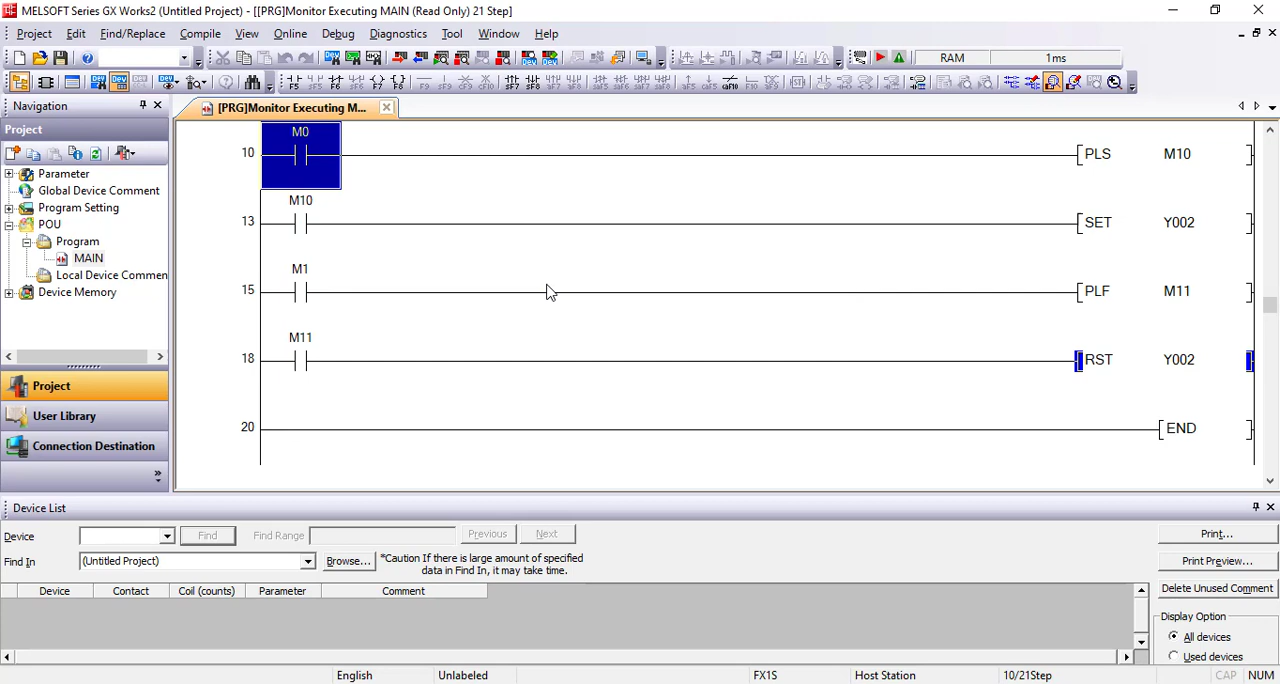 MELSOFT Series GX Works2 (Untitled Project) - [[PRG]Monitor Executing MAIN (Read Only) 21 Step]
Project Edit Find/Replace Compile View Online Debug Diagnostics Tool Window Help
RAM 1ms
Navigation
[PRG]Monitor Executing M...
Project
Parameter
Global Device Comment
Program Setting
POU
Program
MAIN
Local Device Commen
Device Memory
Project
User Library
Connection Destination
M0
10 PLS M10
M10
13 SET Y002
M1
15 PLF M11
M11
18 RST Y002
20 END
Device List
Device Find Find Range Previous Next Print...
Find In (Untitled Project) Browse... *Caution If there is large amount of specified
data in Find In, it may take time.
Print Preview...
Device Contact Coil (counts) Parameter Comment
Delete Unused Comment
Display Option
All devices
Used devices
English Unlabeled FX1S Host Station 10/21Step CAP NUM